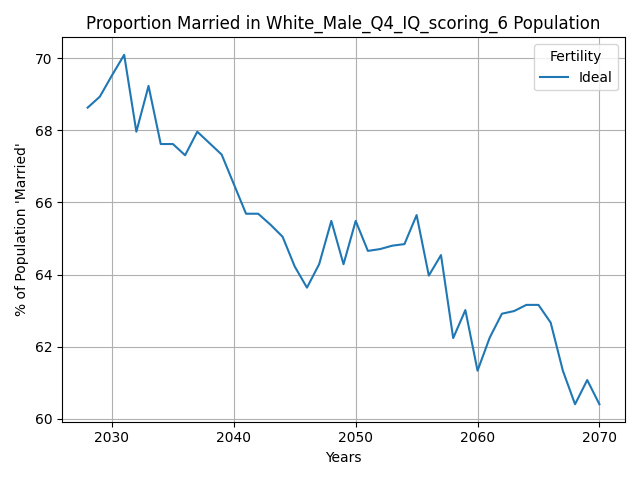 Proportion Married in White_Male_Q4_IQ_scoring_6 Population
Fertility
Ideal
% of Population 'Married'
70
68
66
64
62
60
2030
2040
2050
2060
2070
Years